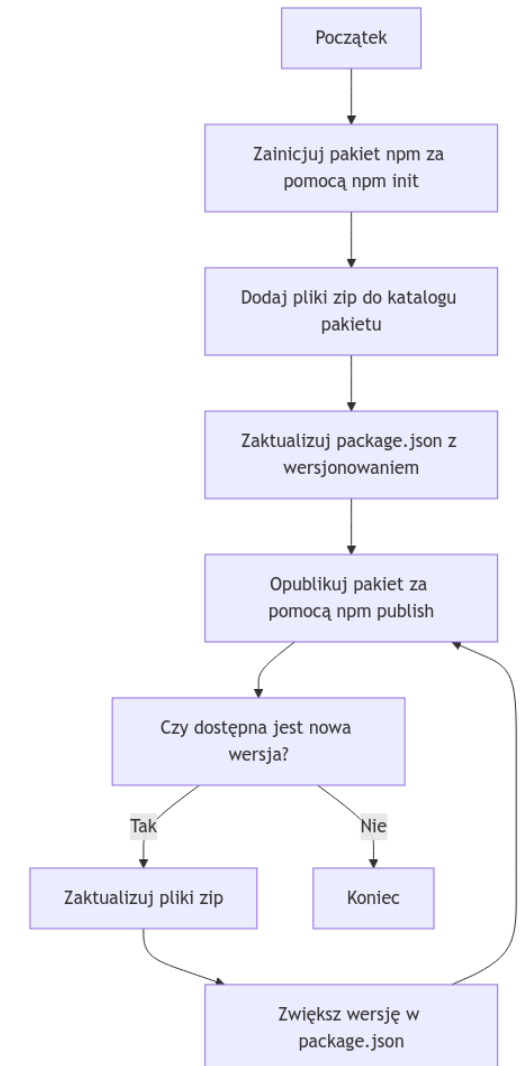 Początek
Zainicjuj pakiet npm za
pomocą npm init
Dodaj pliki zip do katalogu
pakietu
Zaktualizuj package.json z
wersjonowaniem
Opublikuj pakiet za
pomocą npm publish
Czy dostępna jest nowa
wersja?
Tak
Nie
Zaktualizuj pliki zip
Koniec
Zwiększ wersję w
package.json